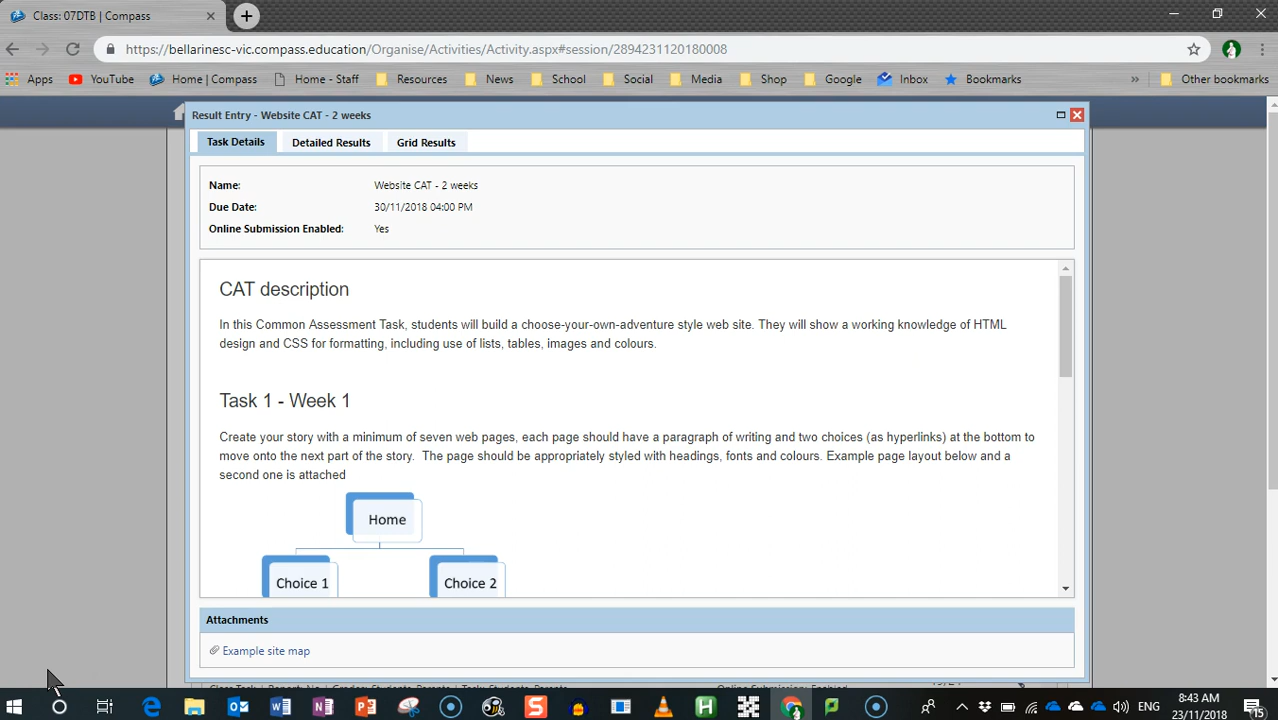 Class: 07DTB | Compass
https://bellarinesc-vic.compass.education/Organise/Activities/Activity.aspx#session/2894231120180008
Apps YouTube Home | Compass Home - Staff Resources News School Social Media Shop Google Inbox Bookmarks » Other bookmarks
Result Entry - Website CAT - 2 weeks
Task Details Detailed Results Grid Results
Name: Website CAT - 2 weeks
Due Date: 30/11/2018 04:00 PM
Online Submission Enabled: Yes
CAT description
In this Common Assessment Task, students will build a choose-your-own-adventure style web site. They will show a working knowledge of HTML
design and CSS for formatting, including use of lists, tables, images and colours.
Task 1 - Week 1
Create your story with a minimum of seven web pages, each page should have a paragraph of writing and two choices (as hyperlinks) at the bottom to
move onto the next part of the story. The page should be appropriately styled with headings, fonts and colours. Example page layout below and a
second one is attached
Home
Choice 1 Choice 2
Attachments
Example site map
ENG
8:43 AM
23/11/2018
15